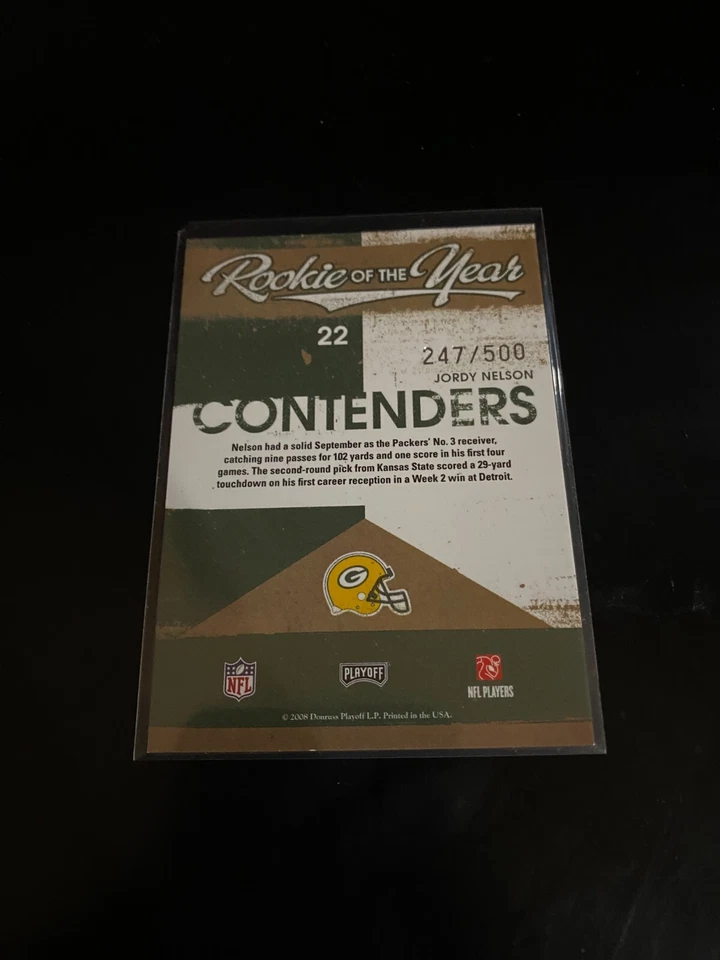 Rookie OF THE Year
22
247/500
JORDY NELSON
CONTENDERS
Nelson had a solid September as the Packers' No. 3 receiver,
catching nine passes for 102 yards and one score in his first four
games. The second-round pick from Kansas State scored a 29-yard
touchdown on his first career reception in a Week 2 win at Detroit.
G
NFL
PLAYOFF
NFL PLAYERS
© 2008 Donruss Playoff L.P. Printed in the USA.